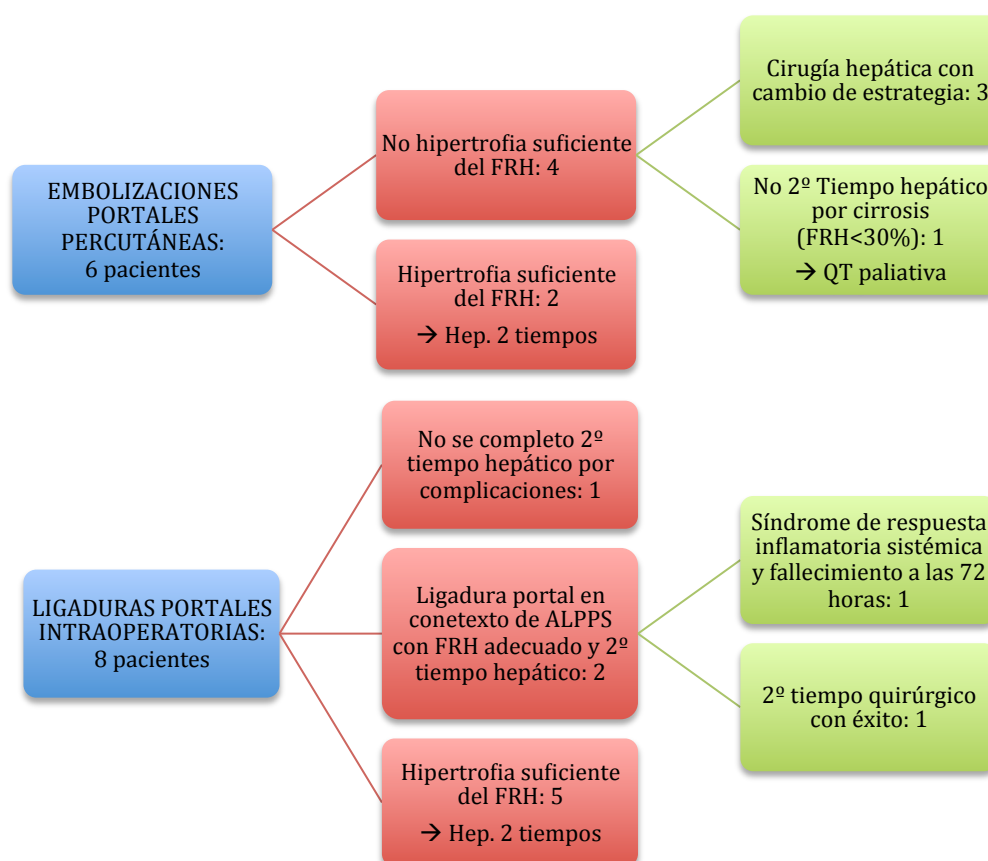 EMBOLIZACIONES
PORTALES
PERCUTÁNEAS:
6 pacientes
No hipertrofia suficiente
del FRH: 4
Cirugía hepática con
cambio de estrategia: 3
No 2º Tiempo hepático
por cirrosis
(FRH<30%): 1
→ QT paliativa
Hipertrofia suficiente
del FRH: 2
→ Hep. 2 tiempos
LIGADURAS PORTALES
INTRAOPERATORIAS:
8 pacientes
No se completo 2º
tiempo hepático por
complicaciones: 1
Ligadura portal en
conetexto de ALPPS
con FRH adecuado y 2º
tiempo hepático: 2
Síndrome de respuesta
inflamatoria sistémica
y fallecimiento a las 72
horas: 1
2º tiempo quirúrgico
con éxito: 1
Hipertrofia suficiente
del FRH: 5
→ Hep. 2 tiempos